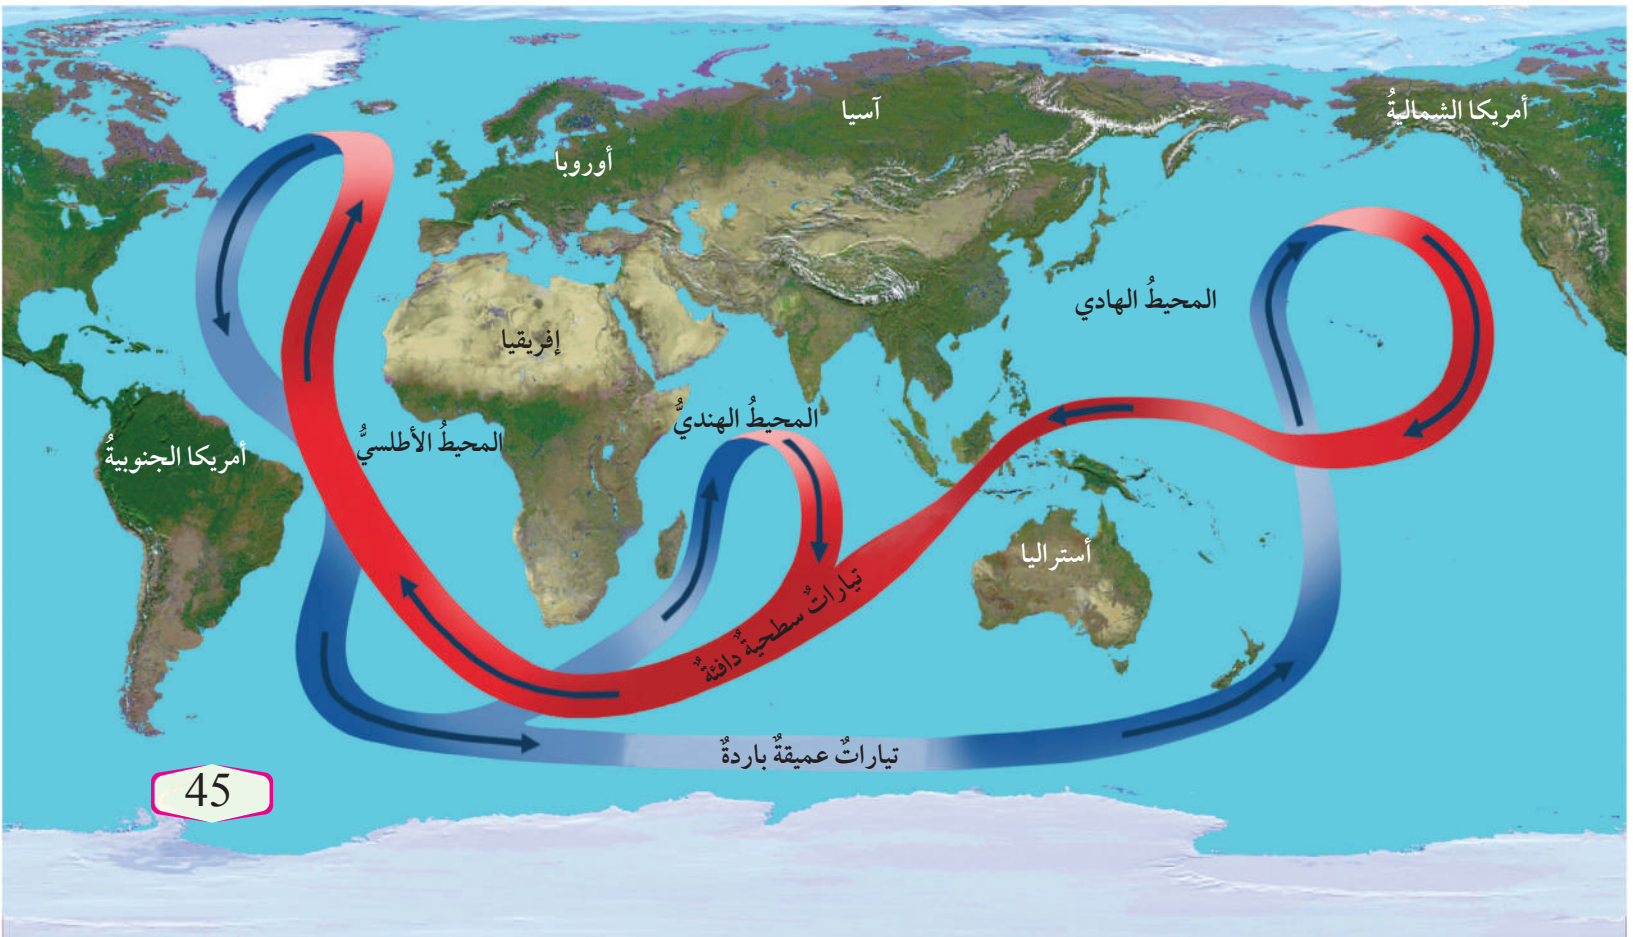 آسيا
أمريكا الشماليةُ
أوروبا
المحيطُ الهادي
إفريقيا
المحيطُ الهنديُّ
المحيطُ الأطلسيُّ
أمريكا الجنوبيةُ
أستراليا
تياراتٌ سطحيةٌ دافئةٌ
تياراتٌ عميقةٌ باردةٌ
45